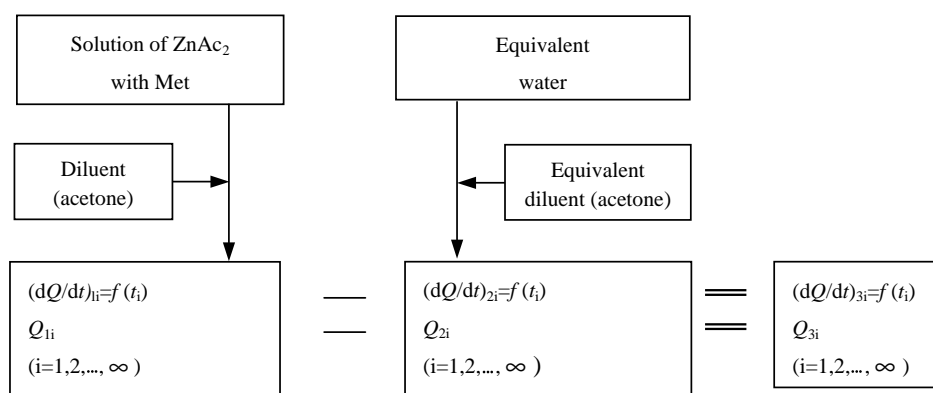 Solution of ZnAc₂
with Met
Equivalent
water
Diluent
(acetone)
Equivalent
diluent (acetone)
(dQ/dt)₁ᵢ=f (tᵢ)
Q₁ᵢ
(i=1,2,..., ∞ )
(dQ/dt)₂ᵢ=f (tᵢ)
Q₂ᵢ
(i=1,2,..., ∞ )
(dQ/dt)₃ᵢ=f (tᵢ)
Q₃ᵢ
(i=1,2,..., ∞ )